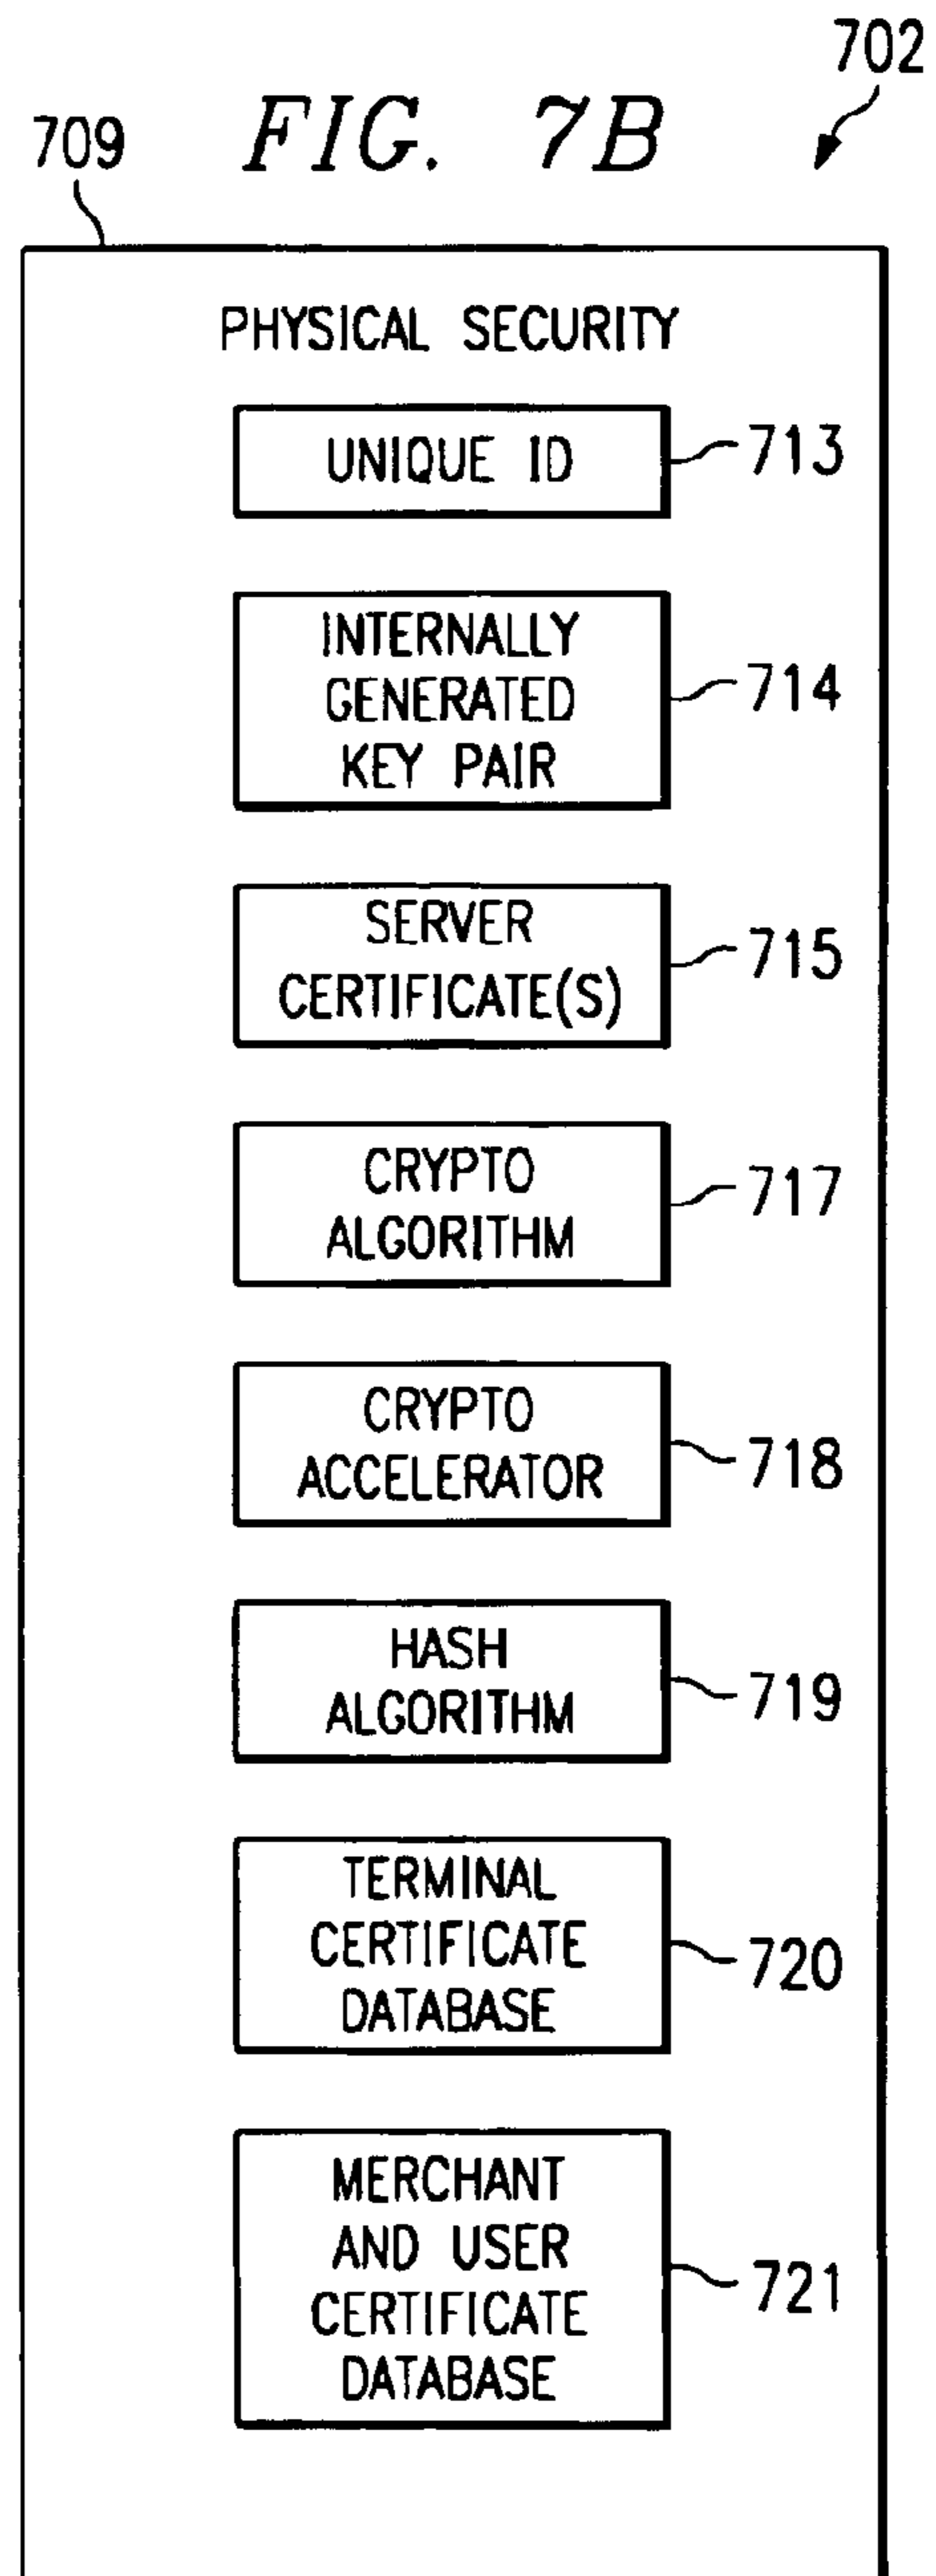 702
709
FIG. 7B
PHYSICAL SECURITY
UNIQUE ID
713
INTERNALLY
GENERATED
KEY PAIR
714
SERVER
CERTIFICATE(S)
715
CRYPTO
ALGORITHM
717
CRYPTO
ACCELERATOR
718
HASH
ALGORITHM
719
TERMINAL
CERTIFICATE
DATABASE
720
MERCHANT
AND USER
CERTIFICATE
DATABASE
721